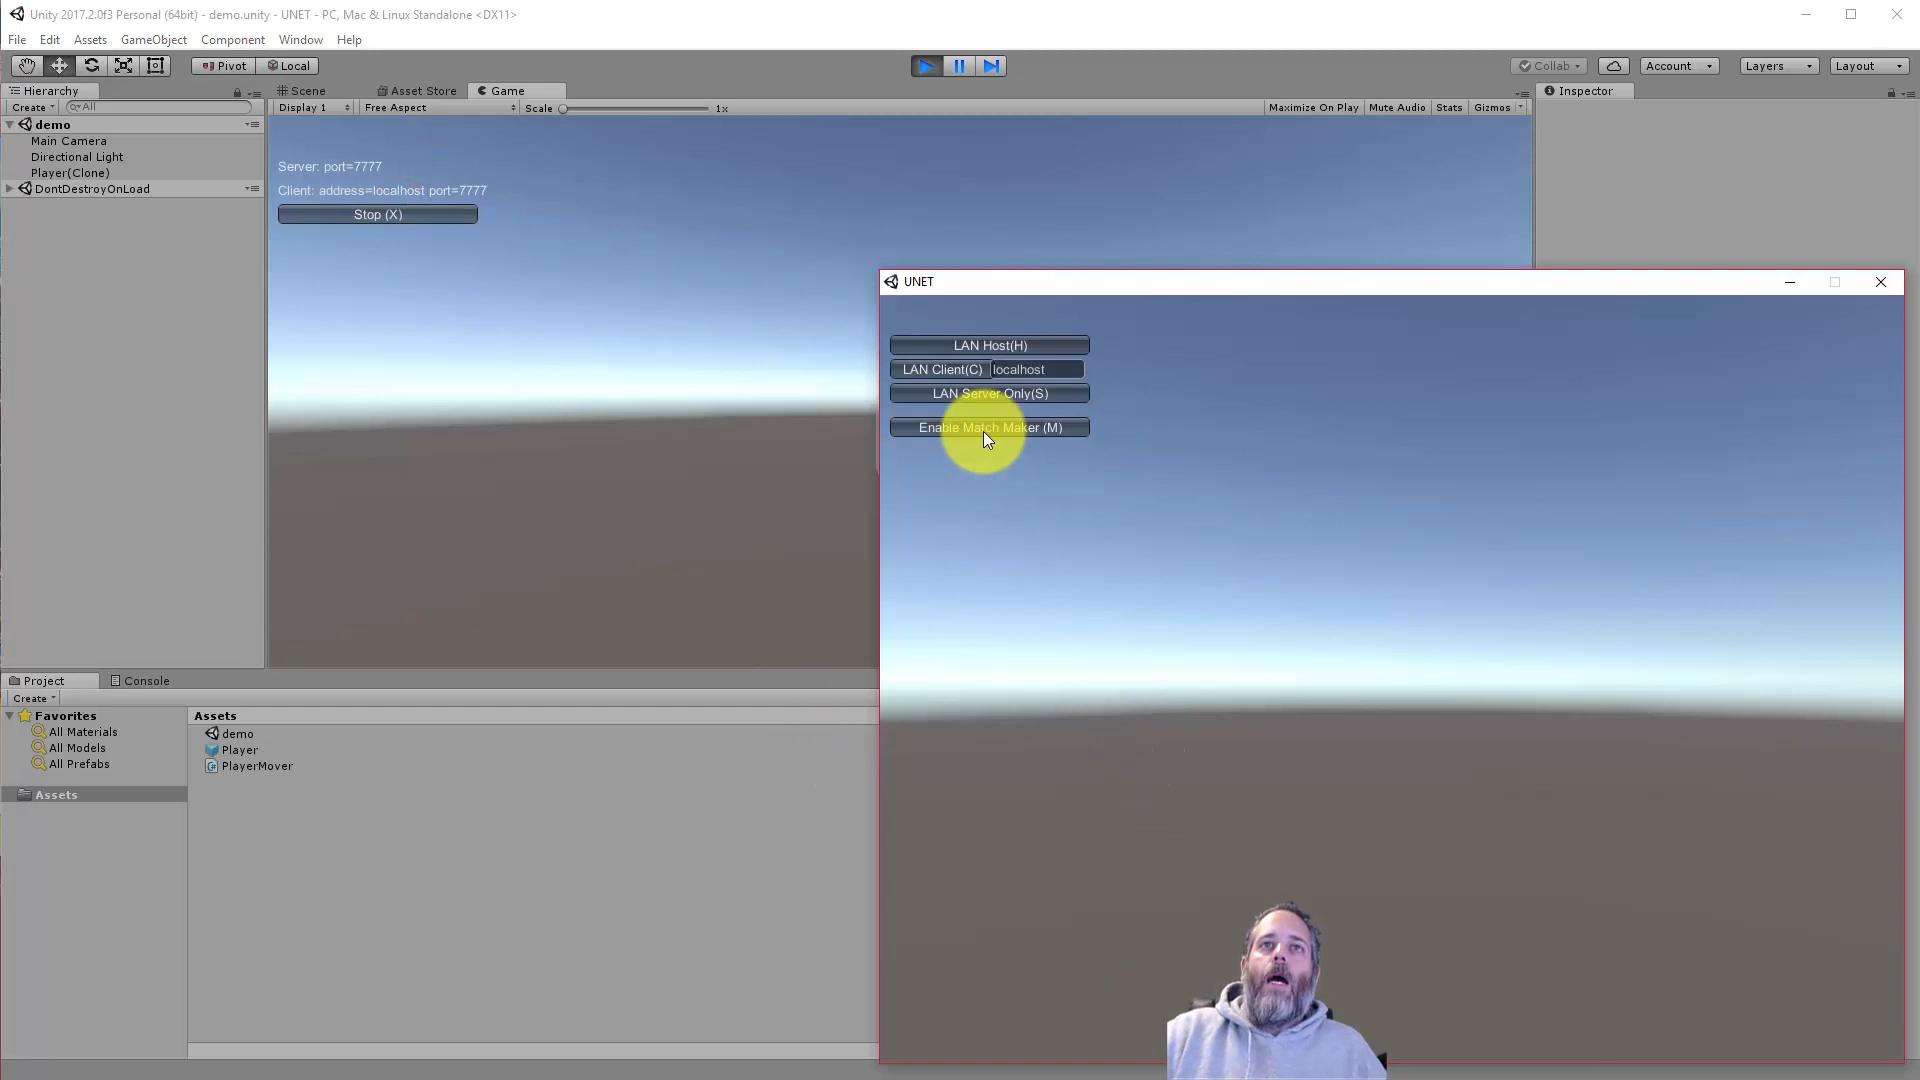 Unity 2017.2.0f3 Personal (64bit) - demo.unity - UNET - PC, Mac & Linux Standalone <DX11>
File Edit Assets GameObject Component Window Help
Pivot Local Collab Account Layers Layout
Hierarchy Scene Asset Store Game Inspector
Create All Display 1 Free Aspect Scale 1x Maximize On Play Mute Audio Stats Gizmos
demo
Main Camera
Directional Light
Player(Clone)
DontDestroyOnLoad
Server: port=7777
Client: address=localhost port=7777
Stop (X)
UNET
LAN Host(H)
LAN Client(C) localhost
LAN Server Only(S)
Enable Match Maker (M)
Project Console
Create
Favorites
All Materials
All Models
All Prefabs
Assets
Assets
demo
Player
PlayerMover